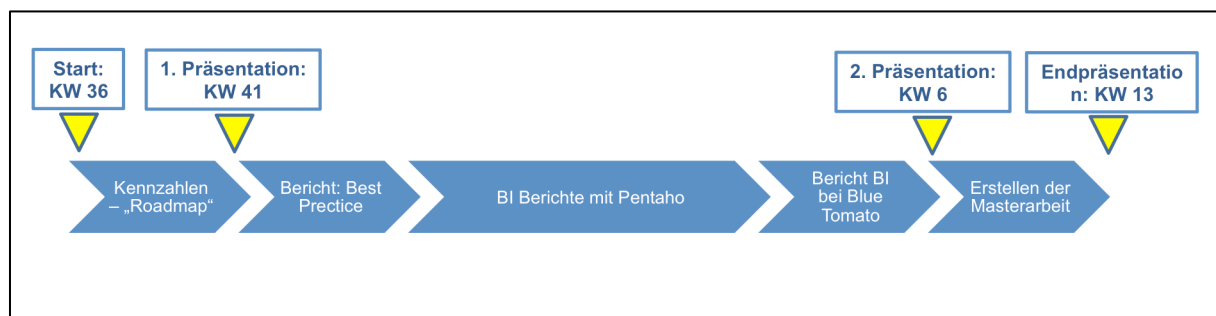 Start:
KW 36
1. Präsentation:
KW 41
2. Präsentation:
KW 6
Endpräsentatio
n: KW 13
Kennzahlen
– „Roadmap“
Bericht: Best
Prectice
BI Berichte mit Pentaho
Bericht BI
bei Blue
Tomato
Erstellen der
Masterarbeit